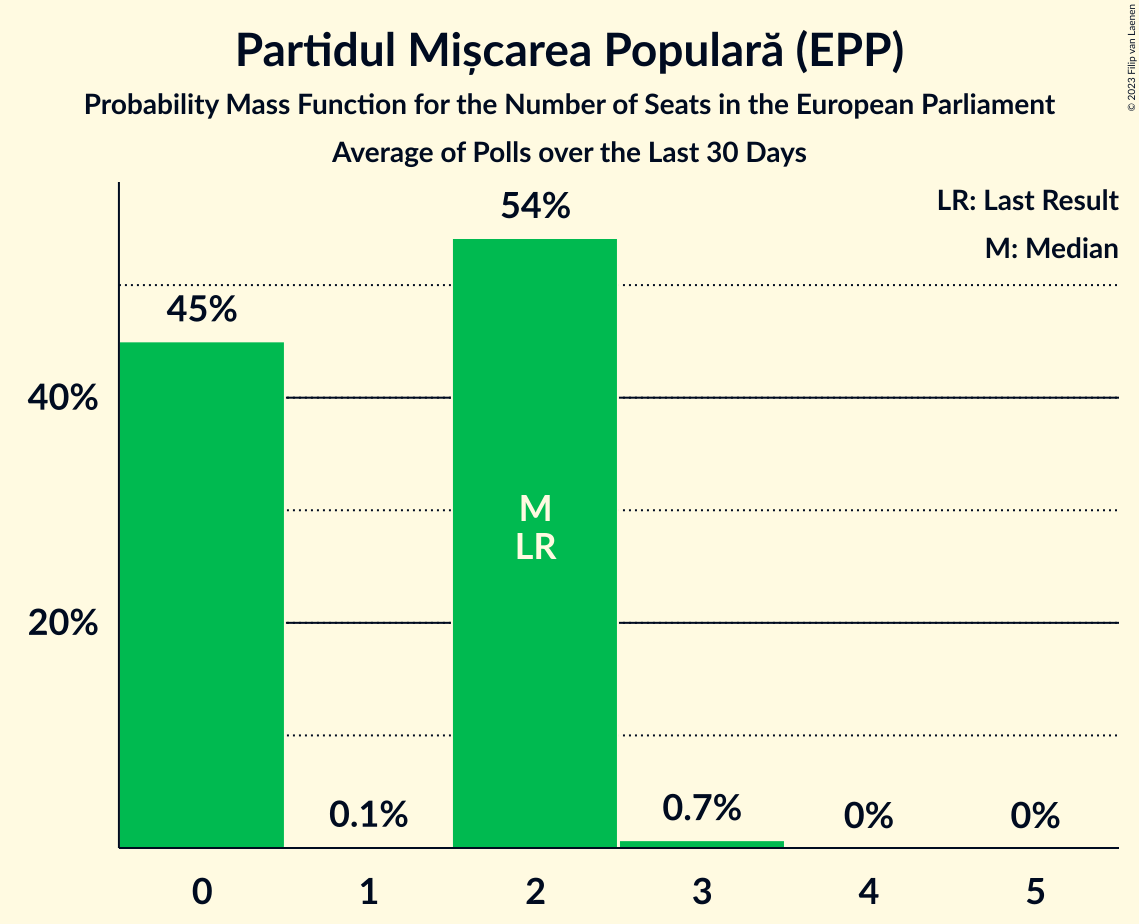 Partidul Mișcarea Populară (EPP)
Probability Mass Function for the Number of Seats in the European Parliament
Average of Polls over the Last 30 Days
© 2023 Filip van Laenen
LR: Last Result
M: Median
54%
45%
40%
20%
M
LR
0.1%
0.7%
0%
0%
0
1
2
3
4
5